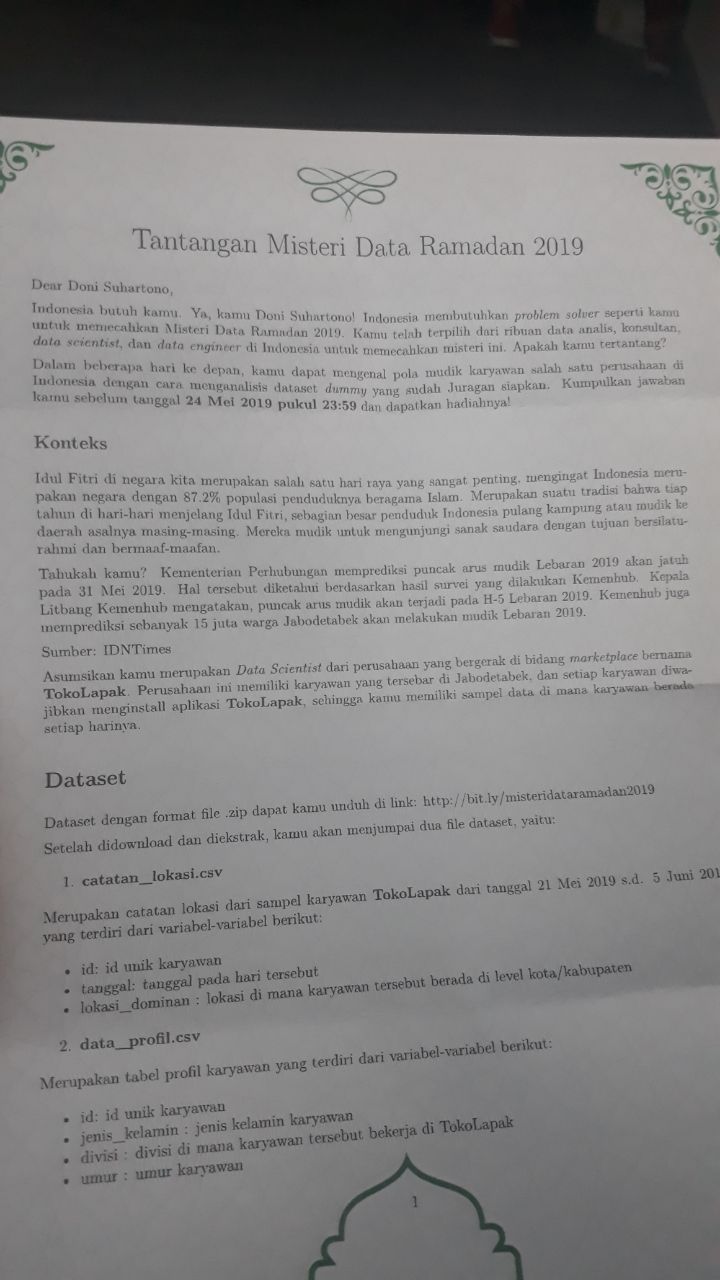 Tantangan Misteri Data Ramadan 2019
Dear Doni Suhartono,
Indonesia butuh kamu. Ya, kamu Doni Suhartono! Indonesia membutuhkan problem solver seperti kamu
untuk memecahkan Misteri Data Ramadan 2019. Kamu telah terpilih dari ribuan data analis, konsultan,
data scientist, dan data engineer di Indonesia untuk memecahkan misteri ini. Apakah kamu tertantang?
Dalam beberapa hari ke depan, kamu dapat mengenal pola mudik karyawan salah satu perusahaan di
Indonesia dengan cara menganalisis dataset dummy yang sudah Juragan siapkan. Kumpulkan jawaban
kamu sebelum tanggal 24 Mei 2019 pukul 23:59 dan dapatkan hadiahnya!
Konteks
Idul Fitri di negara kita merupakan salah satu hari raya yang sangat penting, mengingat Indonesia meru-
pakan negara dengan 87.2% populasi penduduknya beragama Islam. Merupakan suatu tradisi bahwa tiap
tahun di hari-hari menjelang Idul Fitri, sebagian besar penduduk Indonesia pulang kampung atau mudik ke
daerah asalnya masing-masing. Mereka mudik untuk mengunjungi sanak saudara dengan tujuan bersilatu-
rahmi dan bermaaf-maafan.
Tahukah kamu? Kementerian Perhubungan memprediksi puncak arus mudik Lebaran 2019 akan jatuh
pada 31 Mei 2019. Hal tersebut diketahui berdasarkan hasil survei yang dilakukan Kemenhub. Kepala
Litbang Kemenhub mengatakan, puncak arus mudik akan terjadi pada H-5 Lebaran 2019. Kemenhub juga
memprediksi sebanyak 15 juta warga Jabodetabek akan melakukan mudik Lebaran 2019.
Sumber: IDNTimes
Asumsikan kamu merupakan Data Scientist dari perusahaan yang bergerak di bidang marketplace bernama
TokoLapak. Perusahaan ini memiliki karyawan yang tersebar di Jabodetabek, dan setiap karyawan diwa-
jibkan menginstall aplikasi TokoLapak, sehingga kamu memiliki sampel data di mana karyawan berada
setiap harinya.
Dataset
Dataset dengan format file .zip dapat kamu unduh di link: http://bit.ly/misteridataramadan2019
Setelah didownload dan diekstrak, kamu akan menjumpai dua file dataset, yaitu:
1. catatan_lokasi.csv
Merupakan catatan lokasi dari sampel karyawan TokoLapak dari tanggal 21 Mei 2019 s.d. 5 Juni 201
yang terdiri dari variabel-variabel berikut:
• id: id unik karyawan
• tanggal: tanggal pada hari tersebut
• lokasi_dominan : lokasi di mana karyawan tersebut berada di level kota/kabupaten
2. data_profil.csv
Merupakan tabel profil karyawan yang terdiri dari variabel-variabel berikut:
• id: id unik karyawan
• jenis_kelamin : jenis kelamin karyawan
• divisi : divisi di mana karyawan tersebut bekerja di TokoLapak
• umur : umur karyawan
1